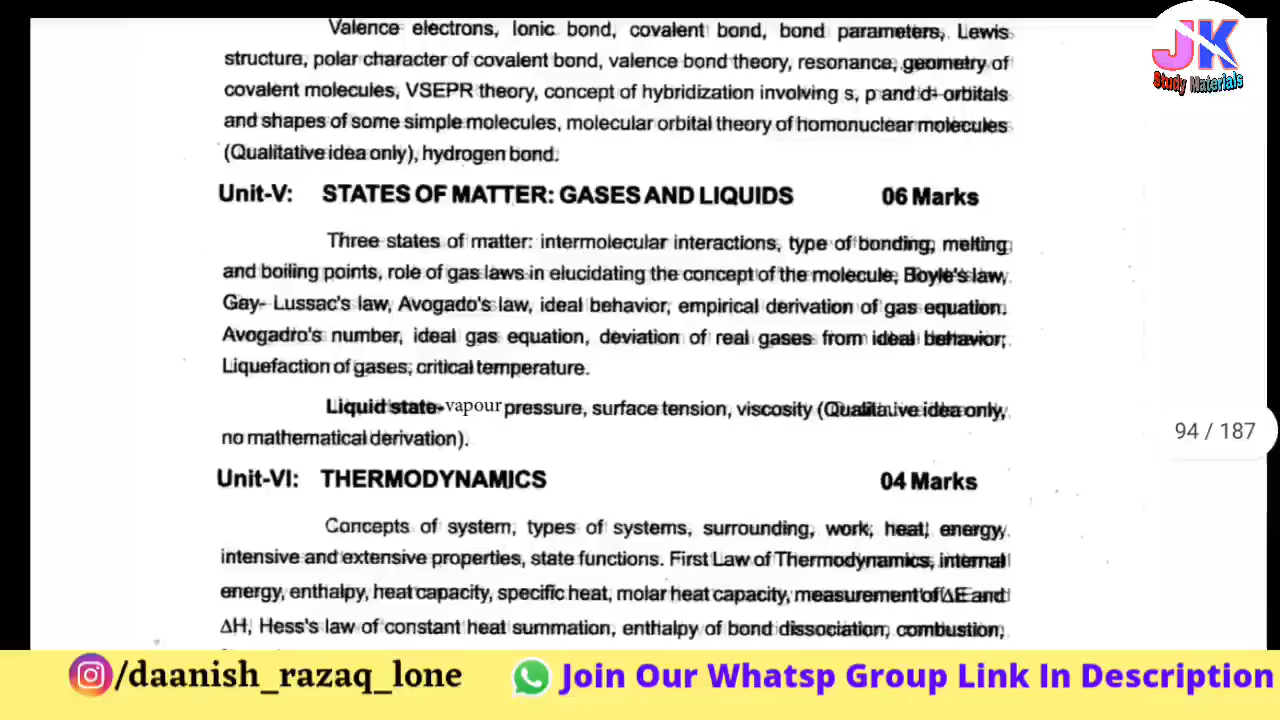 Valence electrons, Ionic bond, covalent bond, bond parameters, Lewis
structure, polar character of covalent bond, valence bond theory, resonance, geometry of
covalent molecules, VSEPR theory, concept of hybridization involving s, p and d- orbitals
and shapes of some simple molecules, molecular orbital theory of homonuclear molecules
(Qualitative idea only), hydrogen bond.
JK
Study Materials
Unit-V: STATES OF MATTER: GASES AND LIQUIDS 06 Marks
Three states of matter: intermolecular interactions, type of bonding, melting
and boiling points, role of gas laws in elucidating the concept of the molecule, Boyle's law,
Gay- Lussac's law, Avogado's law, ideal behavior, empirical derivation of gas equation.
Avogadro's number, ideal gas equation, deviation of real gases from ideal behavior;
Liquefaction of gases, critical temperature.
Liquid state- vapour pressure, surface tension, viscosity (Qualitative idea only,
no mathematical derivation).
94 / 187
Unit-VI: THERMODYNAMICS 04 Marks
Concepts of system, types of systems, surrounding, work, heat, energy,
intensive and extensive properties, state functions. First Law of Thermodynamics, internal
energy, enthalpy, heat capacity, specific heat, molar heat capacity, measurement of ΔE and
ΔH, Hess's law of constant heat summation, enthalpy of bond dissociation, combustion,
/daanish_razaq_lone
Join Our Whatsp Group Link In Description